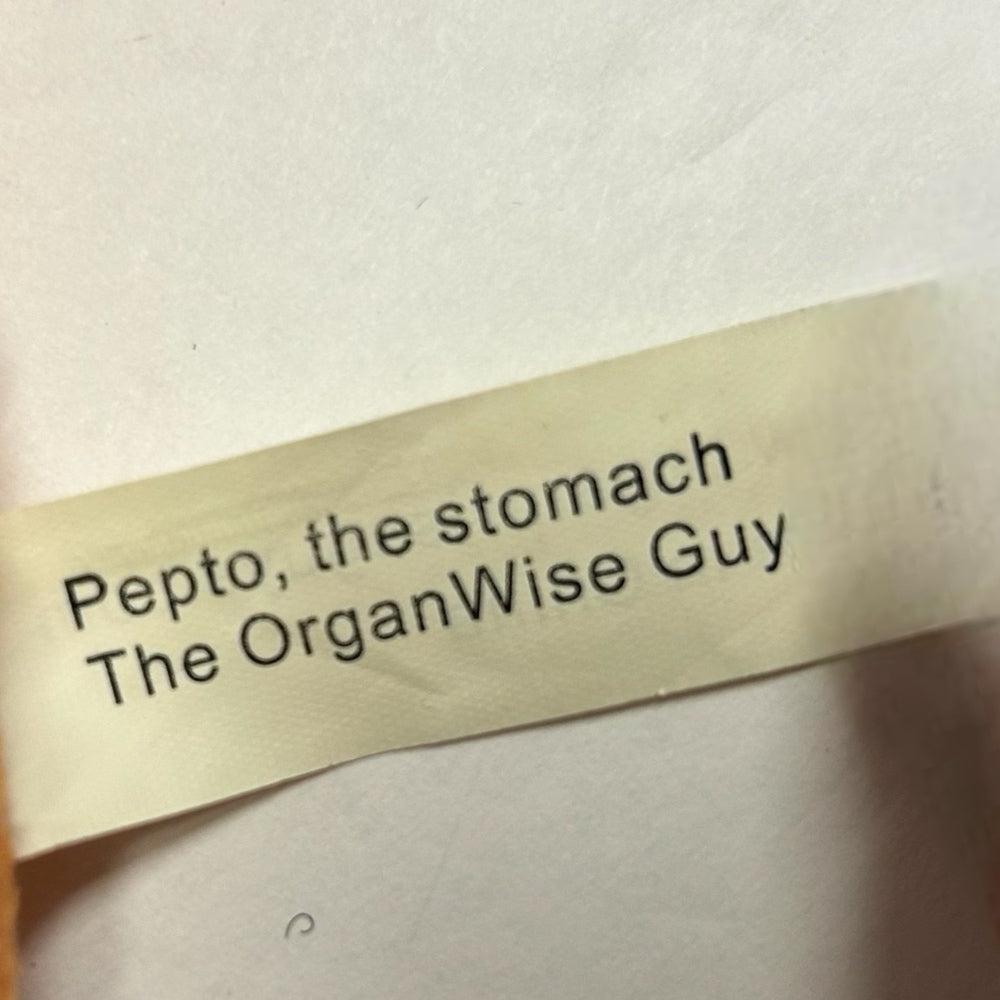 Pepto, the stomach
The OrganWise Guy